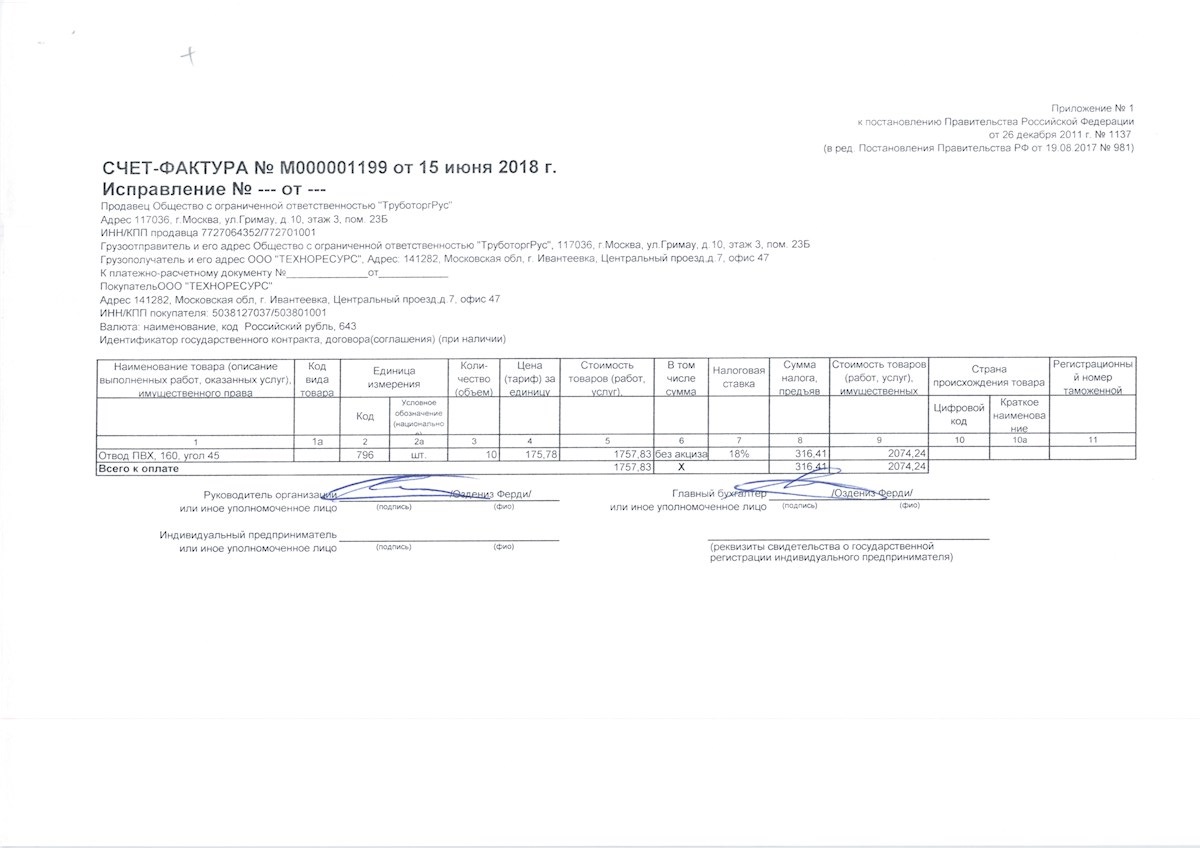 Приложение № 1
к постановлению Правительства Российской Федерации
от 26 декабря 2011 г. № 1137
(в ред. Постановления Правительства РФ от 19.08.2017 № 981)
СЧЕТ-ФАКТУРА № М000001199 от 15 июня 2018 г.
Исправление № --- от ---
Продавец Общество с ограниченной ответственностью "ТруботоргРус"
Адрес 117036, г.Москва, ул.Гримау, д.10, этаж 3, пом. 23Б
ИНН/КПП продавца 7727064352/772701001
Грузоотправитель и его адрес Общество с ограниченной ответственностью "ТруботоргРус", 117036, г.Москва, ул.Гримау, д.10, этаж 3, пом. 23Б
Грузополучатель и его адрес ООО "ТЕХНОРЕСУРС", Адрес: 141282, Московская обл, г. Ивантеевка, Центральный проезд,д.7, офис 47
К платежно-расчетному документу №_______________от_____________
ПокупательООО "ТЕХНОРЕСУРС"
Адрес 141282, Московская обл, г. Ивантеевка, Центральный проезд,д.7, офис 47
ИНН/КПП покупателя: 5038127037/503801001
Валюта: наименование, код Российский рубль, 643
Идентификатор государственного контракта, договора(соглашения) (при наличии)
Наименование товара (описание выполненных работ, оказанных услуг), имущественного права
Код вида товара
Единица измерения
Коли-чество (объем)
Цена (тариф) за единицу
Стоимость товаров (работ, услуг),
В том числе сумма
Налоговая ставка
Сумма налога, предъяв
Стоимость товаров (работ, услуг), имущественных
Страна происхождения товара
Регистрационны й номер таможенной
Код
Условное обозначение (национально
Цифровой код
Краткое наименова ние
1 1а 2 2а 3 4 5 6 7 8 9 10 10а 11
Отвод ПВХ, 160, угол 45 796 шт. 10 175,78 1757,83 без акциза 18% 316,41 2074,24
Всего к оплате 1757,83 X 316,41 2074,24
Руководитель организации /Оздениз Ферди/
или иное уполномоченное лицо (подпись) (фио)
Главный бухгалтер /Оздениз Ферди/
или иное уполномоченное лицо (подпись) (фио)
Индивидуальный предприниматель
или иное уполномоченное лицо (подпись) (фио)
(реквизиты свидетельства о государственной
регистрации индивидуального предпринимателя)